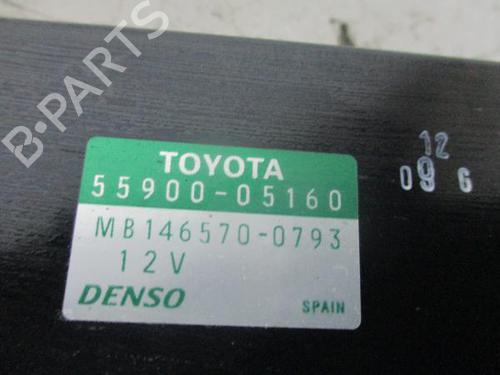 B-PARTS
TOYOTA
55900-05160
MB146570-0793
12V
DENSO
SPAIN
12
09 G